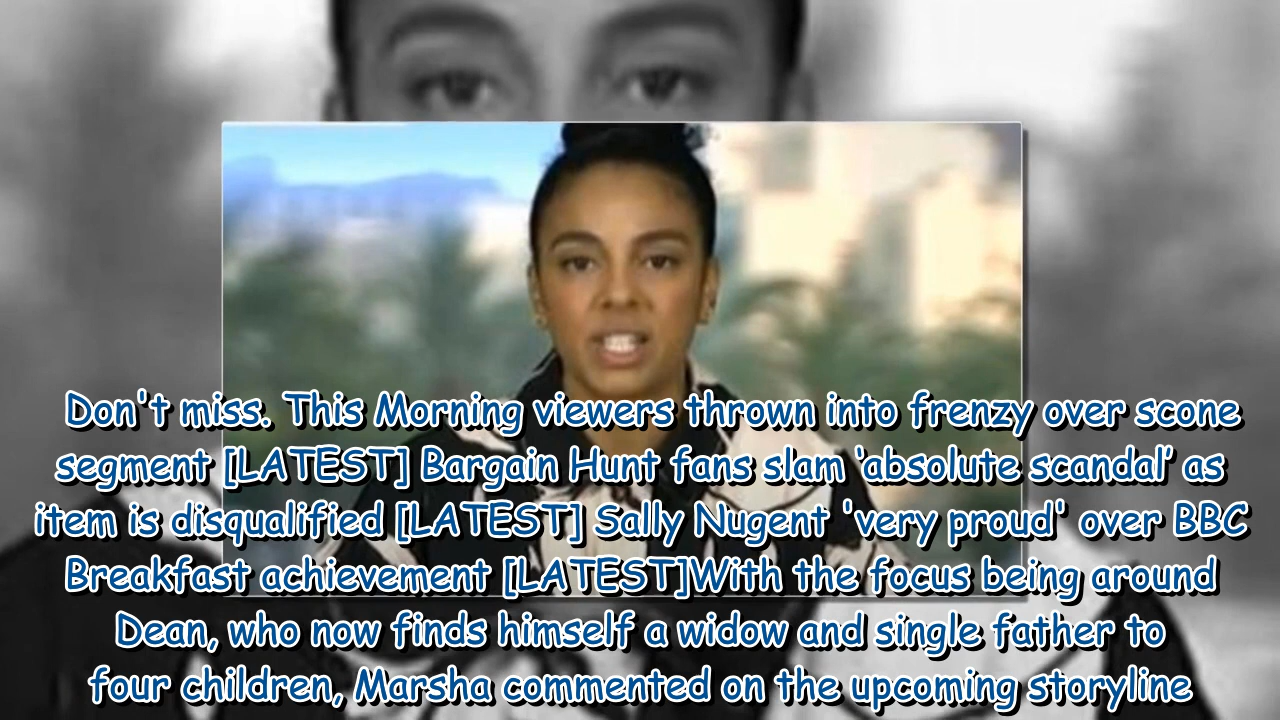 Don't miss. This Morning viewers thrown into frenzy over scone
segment [LATEST] Bargain Hunt fans slam ‘absolute scandal’ as
item is disqualified [LATEST] Sally Nugent 'very proud' over BBC
Breakfast achievement [LATEST]With the focus being around
Dean, who now finds himself a widow and single father to
four children, Marsha commented on the upcoming storyline